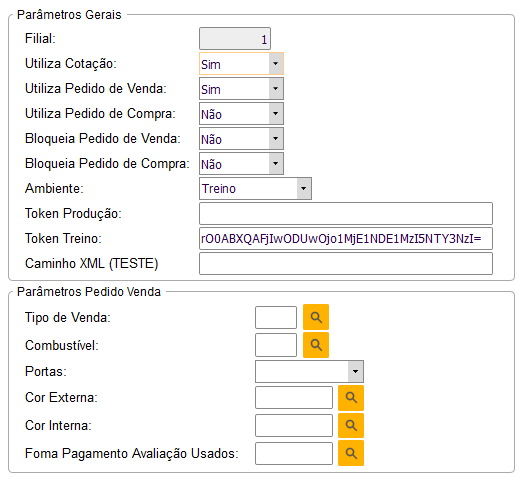 Parâmetros Gerais
Filial: 1
Utiliza Cotação: Sim
Utiliza Pedido de Venda: Sim
Utiliza Pedido de Compra: Não
Bloqueia Pedido de Venda: Não
Bloqueia Pedido de Compra: Não
Ambiente: Treino
Token Produção:
Token Treino: rO0ABXQAFjIwODUwOjo1MjE1NDE1MzI5NTY3NzI=
Caminho XML (TESTE)
Parâmetros Pedido Venda
Tipo de Venda:
Combustível:
Portas:
Cor Externa:
Cor Interna:
Foma Pagamento Avaliação Usados: